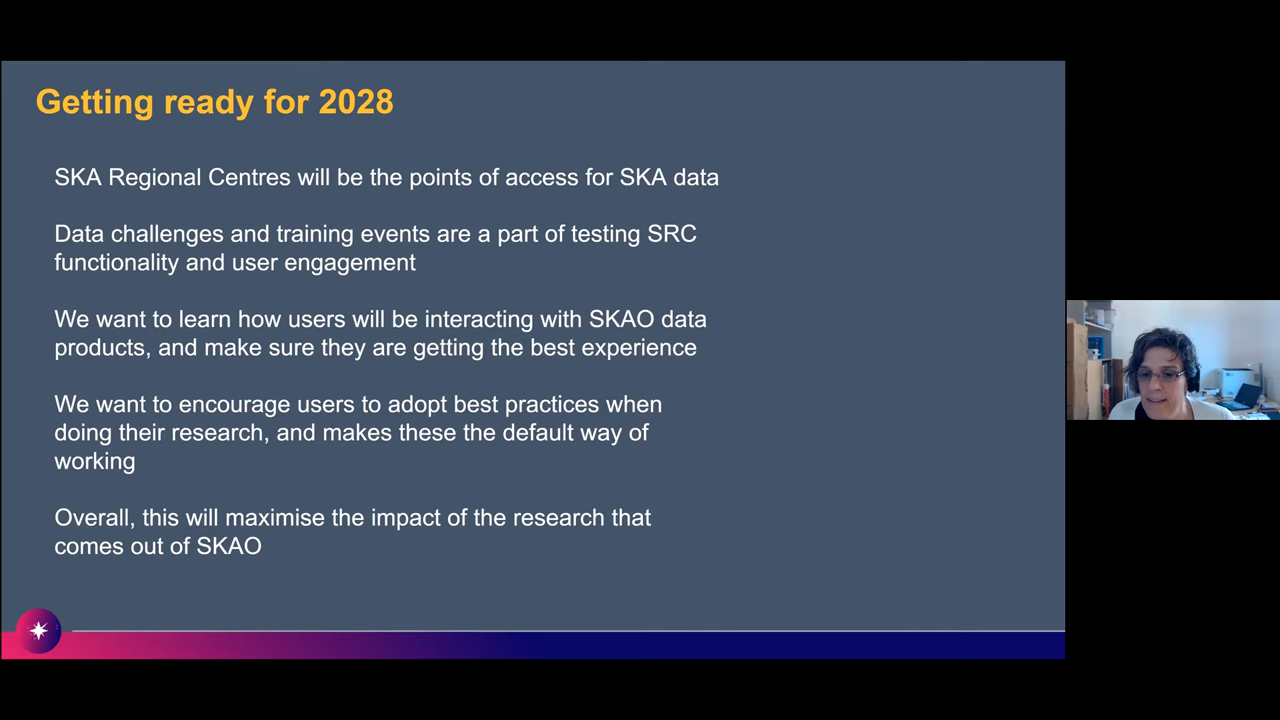 Getting ready for 2028
SKA Regional Centres will be the points of access for SKA data
Data challenges and training events are a part of testing SRC
functionality and user engagement
We want to learn how users will be interacting with SKAO data
products, and make sure they are getting the best experience
We want to encourage users to adopt best practices when
doing their research, and makes these the default way of
working
Overall, this will maximise the impact of the research that
comes out of SKAO